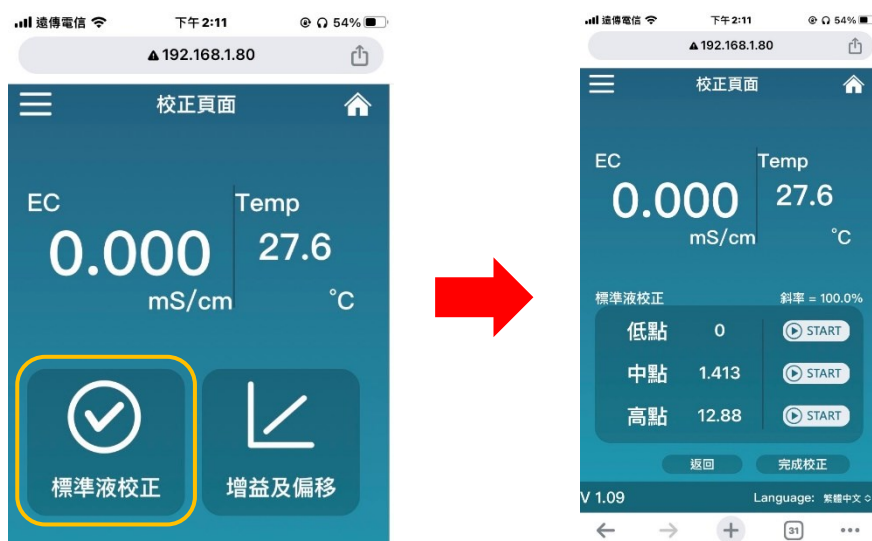 遠傳電信 下午2:11 54%
192.168.1.80
校正頁面
EC Temp
0.000 27.6
mS/cm °C
標準液校正 增益及偏移
遠傳電信 下午2:11 54%
192.168.1.80
校正頁面
EC Temp
0.000 27.6
mS/cm °C
標準液校正 斜率 = 100.0%
低點 0 START
中點 1.413 START
高點 12.88 START
返回 完成校正
V 1.09 Language: 繁體中文
31